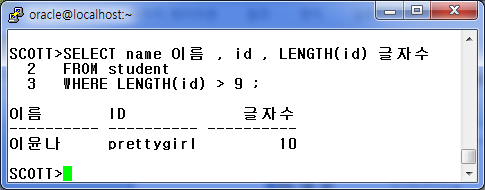 oracle@localhost:~
SCOTT>SELECT name 이름 , id , LENGTH(id) 글자수
2 FROM student
3 WHERE LENGTH(id) > 9 ;
이름 ID 글자수
---------- ---------- ----------
이윤나 prettygirl 10
SCOTT>